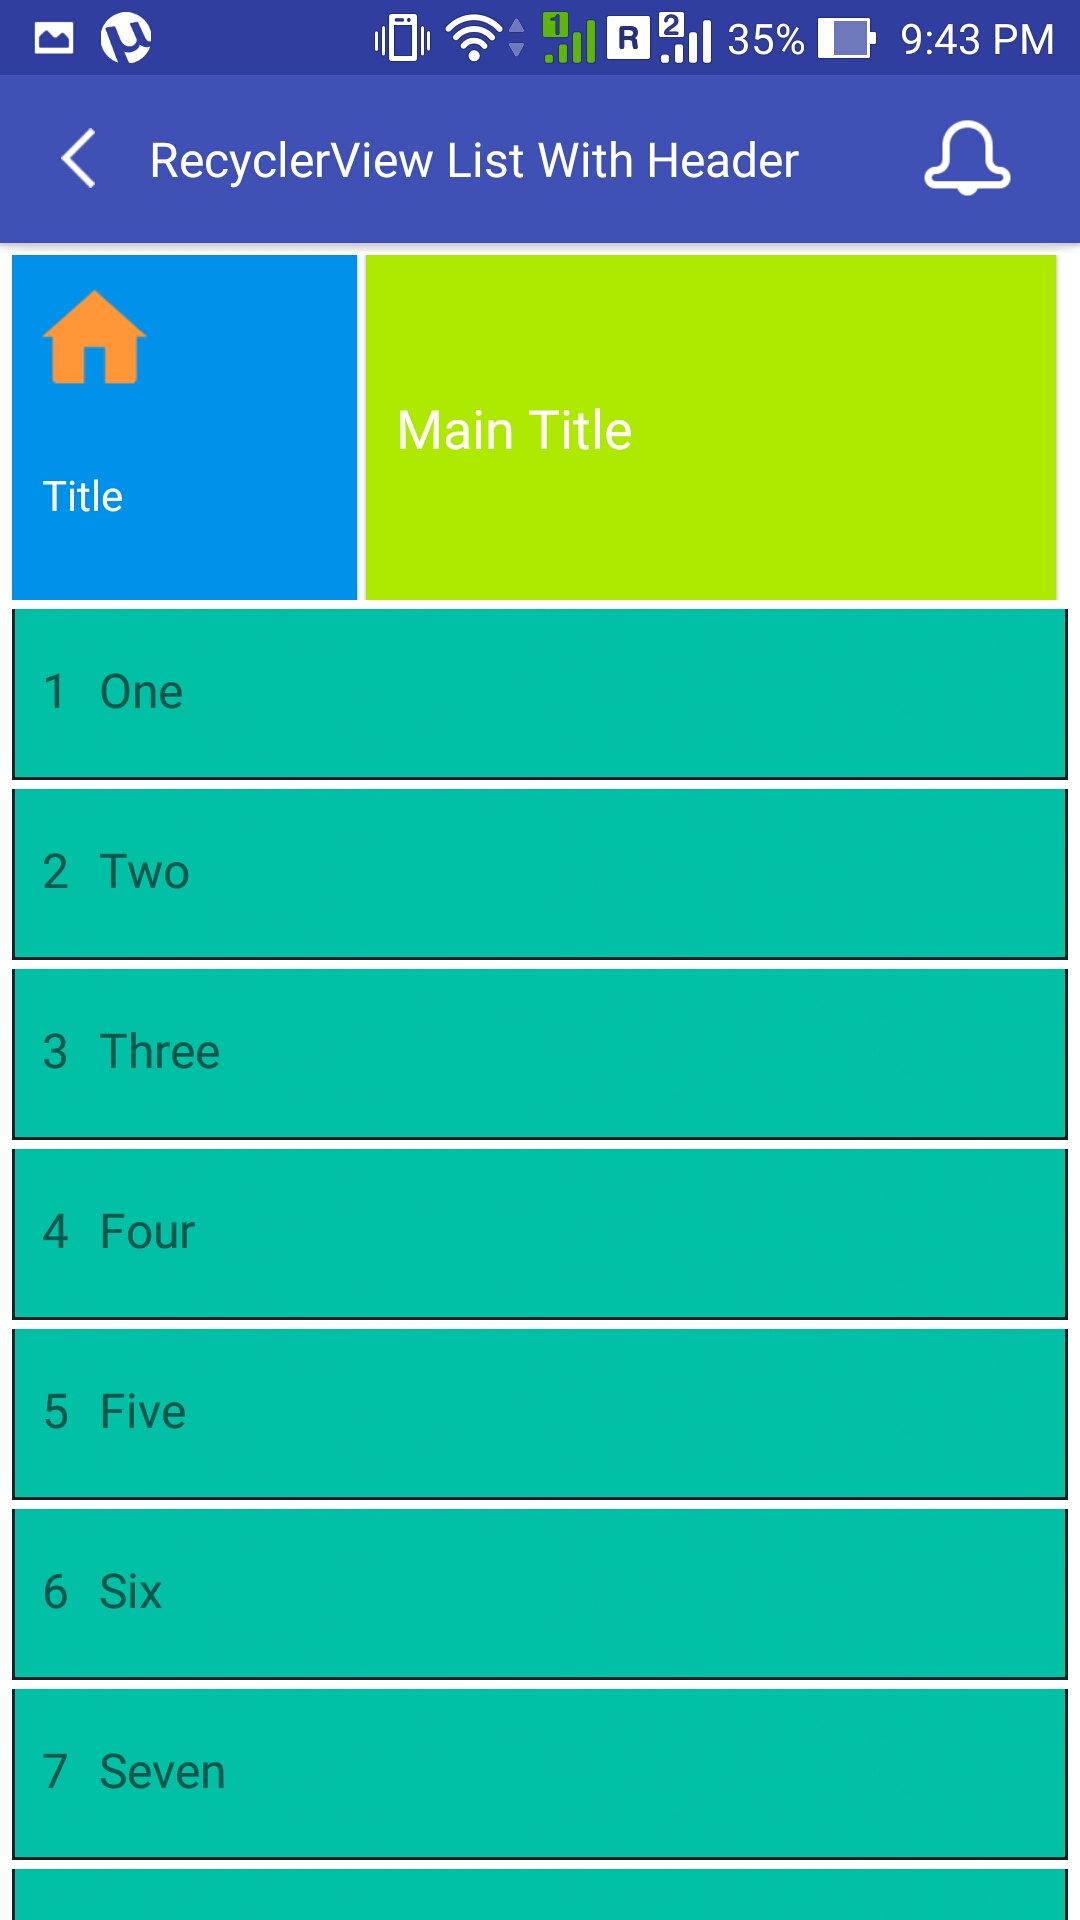 1 R 2 35% 9:43 PM
RecyclerView List With Header
Title
Main Title
1 One
2 Two
3 Three
4 Four
5 Five
6 Six
7 Seven